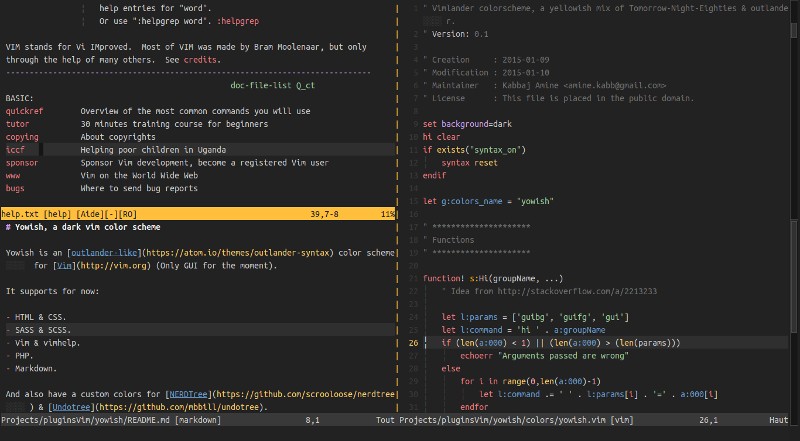 help entries for "word".
Or use ":helpgrep word". :helpgrep
VIM stands for Vi IMproved.  Most of VIM was made by Bram Moolenaar, but only
through the help of many others.  See credits.
------------------------------------------------------------------------------
doc-file-list Q_ct
BASIC:
quickref        Overview of the most common commands you will use
tutor           30 minutes training course for beginners
copying         About copyrights
iccf            Helping poor children in Uganda
sponsor         Sponsor Vim development, become a registered Vim user
www             Vim on the World Wide Web
bugs            Where to send bug reports
help.txt [help] [Aide][-][RO]                39,7-8          11%
# Yowish, a dark vim color scheme
Yowish is an [outlander-like](https://atom.io/themes/outlander-syntax) color scheme
for [Vim](http://vim.org) (Only GUI for the moment).
It supports for now:
- HTML & CSS.
- SASS & SCSS.
- Vim & vimhelp.
- PHP.
- Markdown.
And also have a custom colors for [NERDTree](https://github.com/scrooloose/nerdtree
) & [Undotree](https://github.com/mbbill/undotree).
Projects/pluginsVim/yowish/README.md [markdown]          8,1            Tout
1 " Vimlander colorscheme, a yellowish mix of Tomorrow-Night-Eighties & outlande
r.
2 " Version: 0.1
3
4 " Creation     : 2015-01-09
5 " Modification : 2015-01-10
6 " Maintainer   : Kabbaj Amine <amine.kabb@gmail.com>
7 " License      : This file is placed in the public domain.
8
9 set background=dark
10 hi clear
11 if exists("syntax_on")
12     syntax reset
13 endif
14
15 let g:colors_name = "yowish"
16
17 " *********************
18 " Functions
19 " *********************
20
21 function! s:Hi(groupName, ...)
22     " Idea from http://stackoverflow.com/a/2213233
23
24     let l:params = ['guibg', 'guifg', 'gui']
25     let l:command = 'hi ' . a:groupName
26     if (len(a:000) < 1) || (len(a:000) > (len(params)))
27         echoerr "Arguments passed are wrong"
28     else
29         for i in range(0,len(a:000)-1)
30             let l:command .= ' ' . l:params[i] . '=' . a:000[i]
31         endfor
Projects/pluginsVim/yowish/colors/yowish.vim [vim]          26,1           Haut